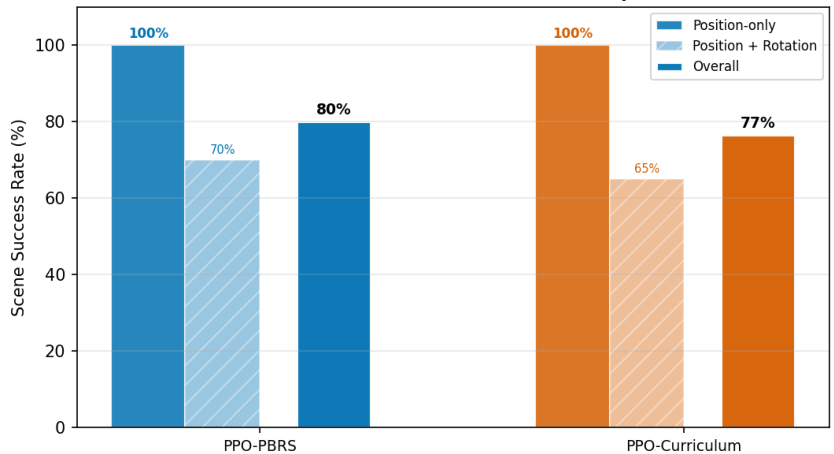 100%
100%
Position-only
Position + Rotation
Overall
100
80%
77%
80
70%
65%
60
40
20
0
Scene Success Rate (%)
PPO-PBRS
PPO-Curriculum